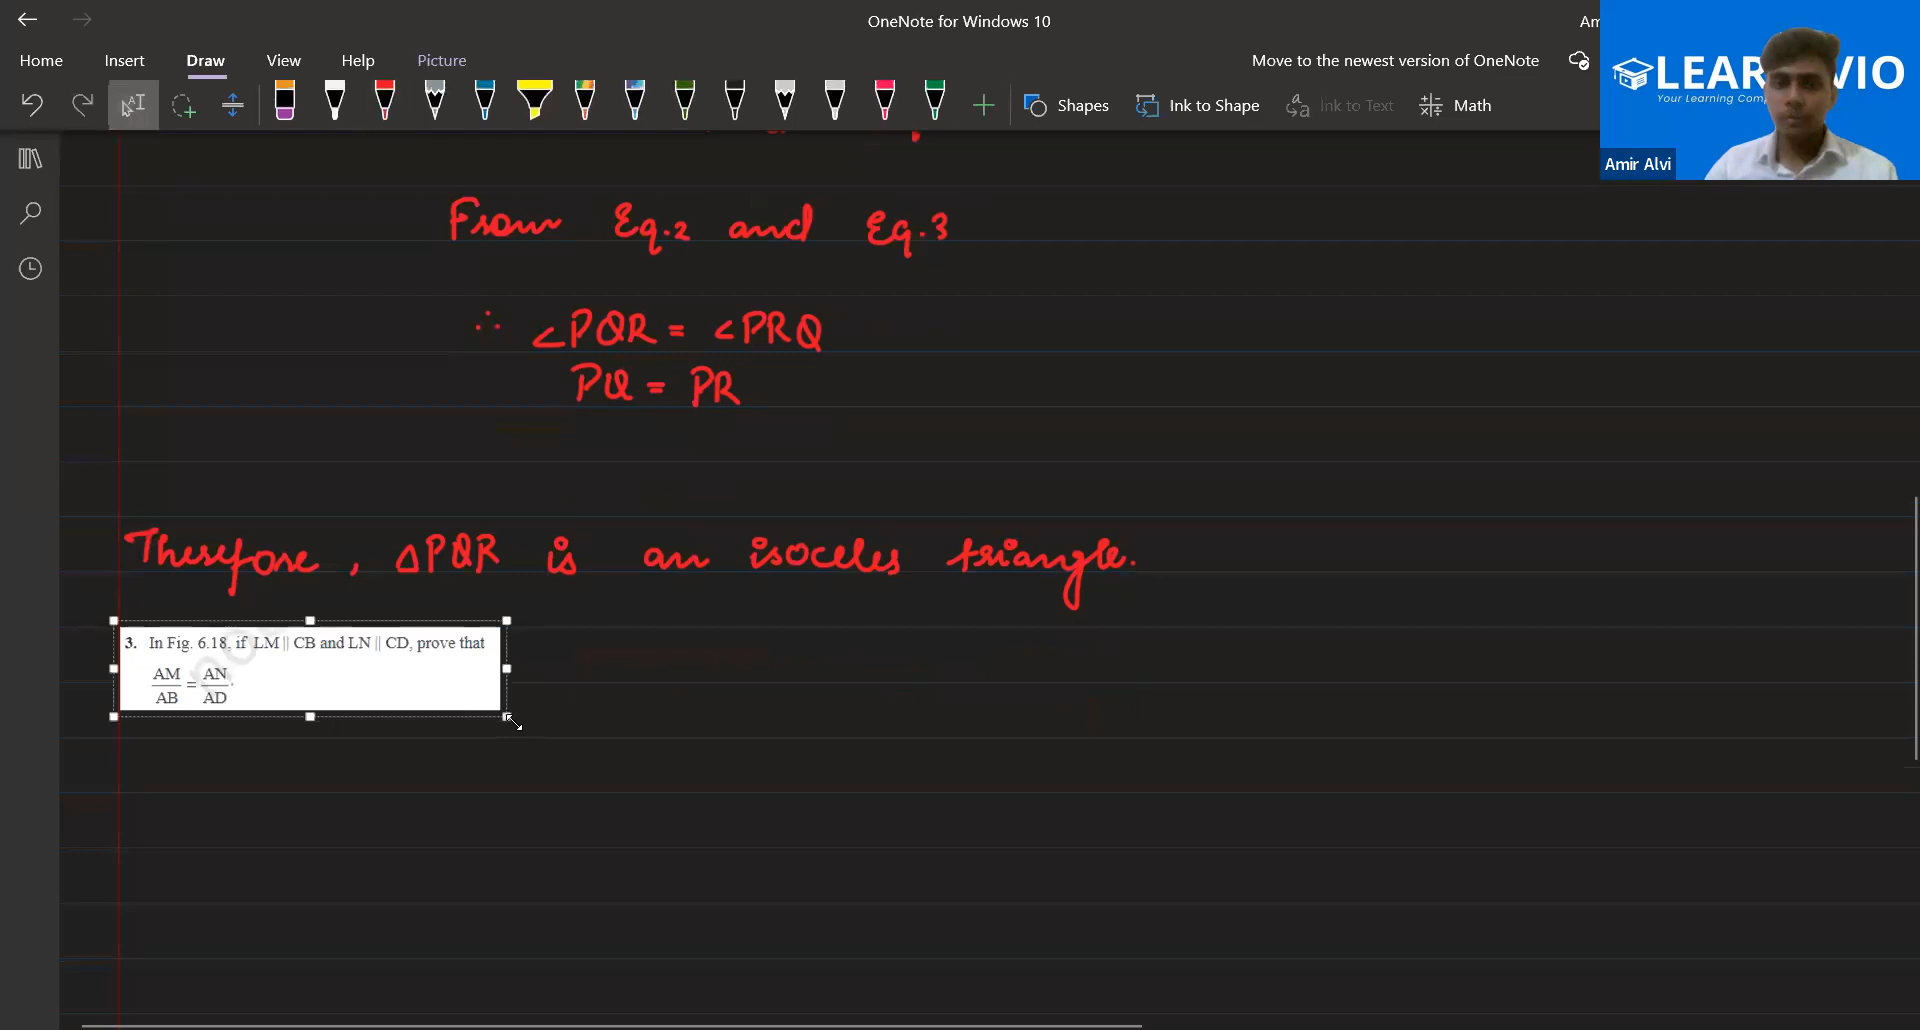 OneNote for Windows 10
Home Insert Draw View Help Picture
Move to the newest version of OneNote
Shapes Ink to Shape Ink to Text Math
Your Learning
Amir Alvi
From Eq.2 and Eq.3
∴ ∠PQR = ∠PRQ
PQ = PR
Therefore, ΔPQR is an isoceles triangle.
3. In Fig. 6.18, if LM || CB and LN || CD, prove that
AM/AB = AN/AD.